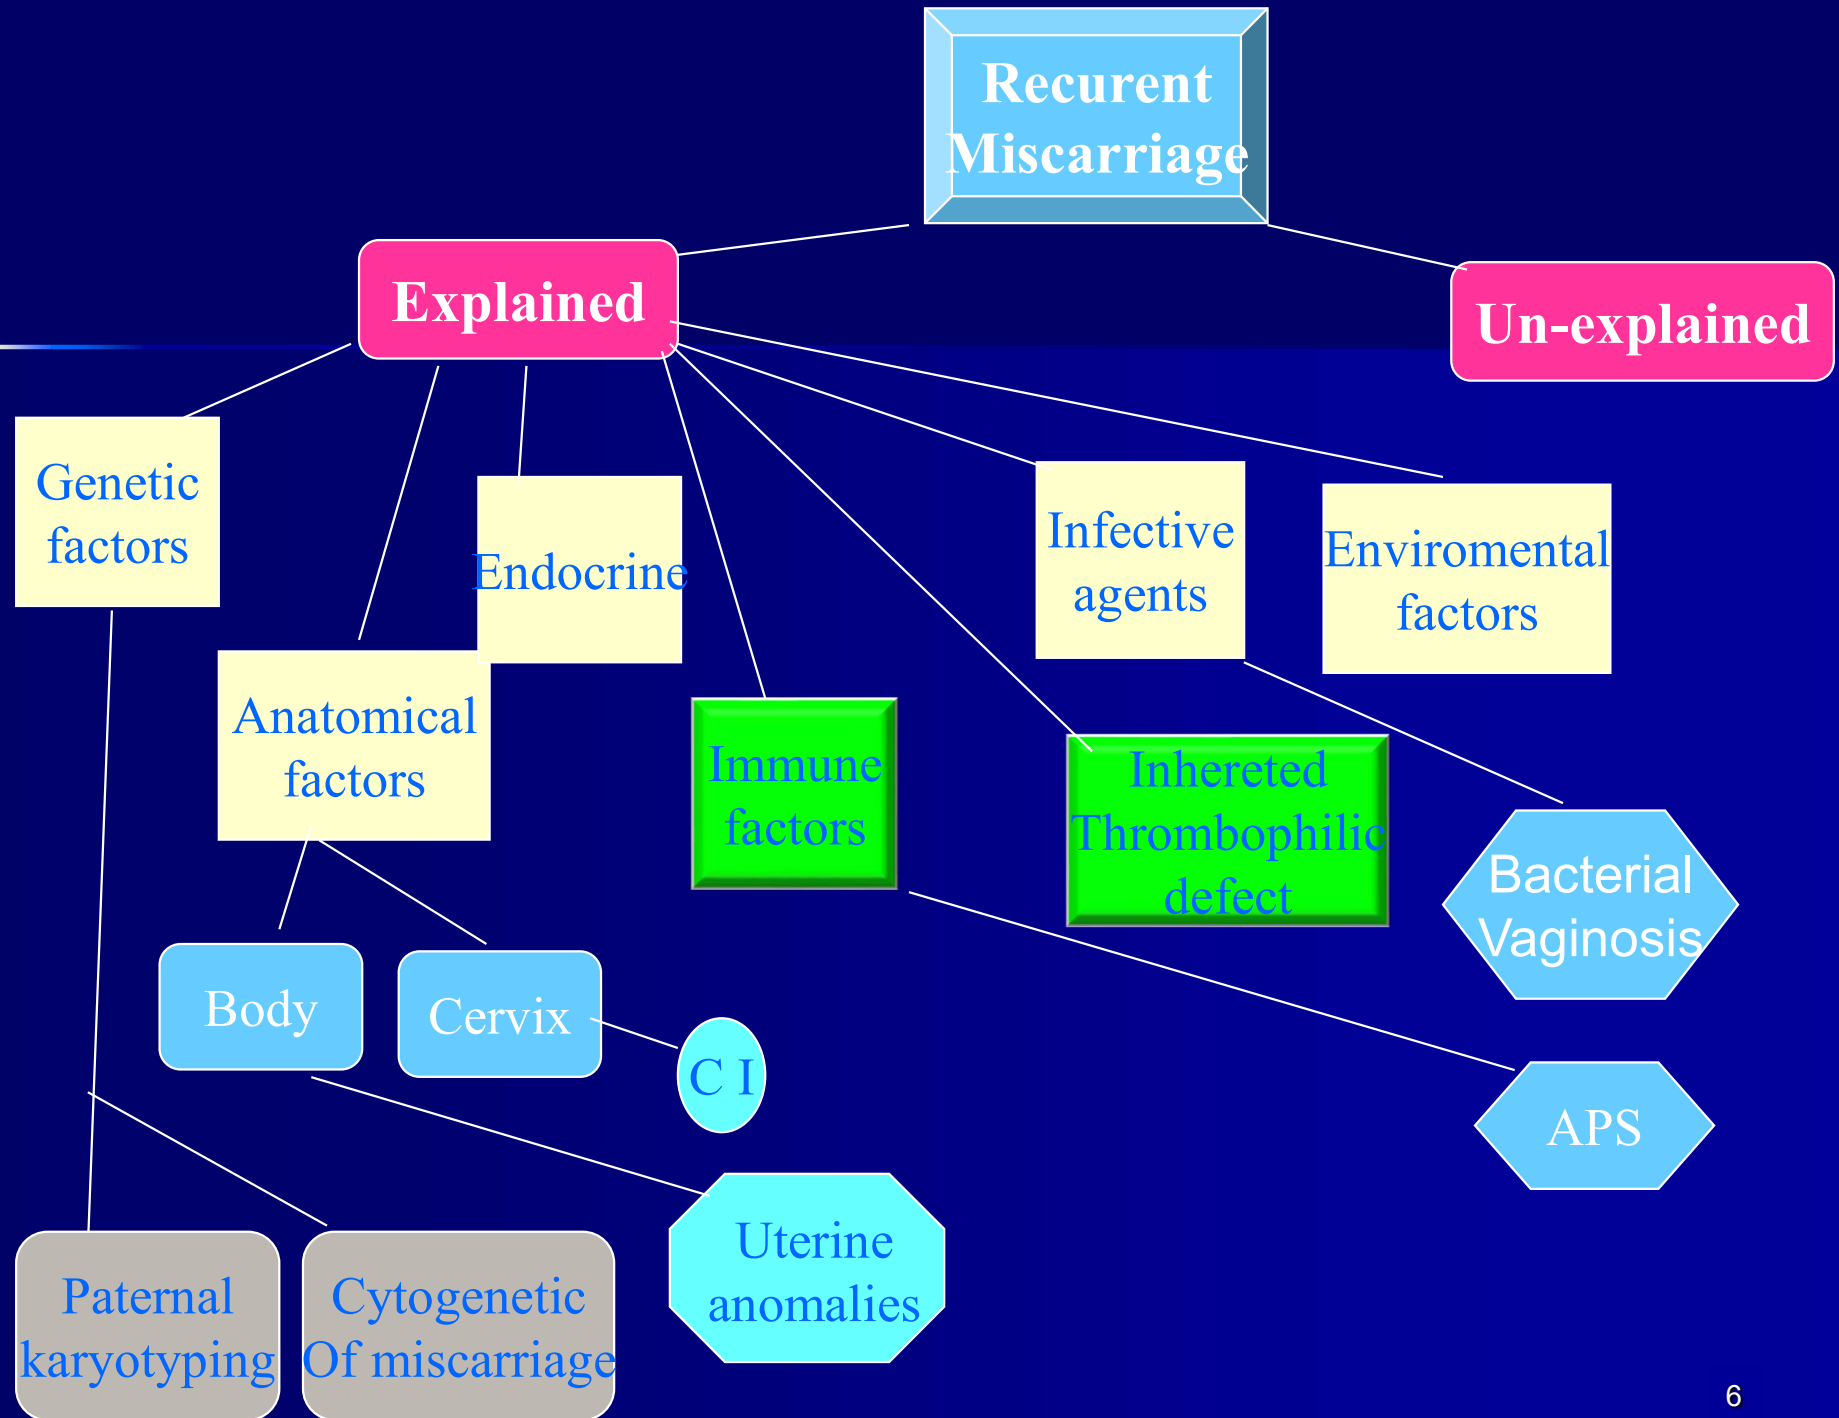 Recurent
Miscarriage
Explained
Un-explained
Genetic
factors
Endocrine
Infective
agents
Enviromental
factors
Anatomical
factors
Immune
factors
Inhereted
Thrombophilic
defect
Bacterial
Vaginosis
Body
Cervix
C I
APS
Uterine
anomalies
Paternal
karyotyping
Cytogenetic
Of miscarriage
6